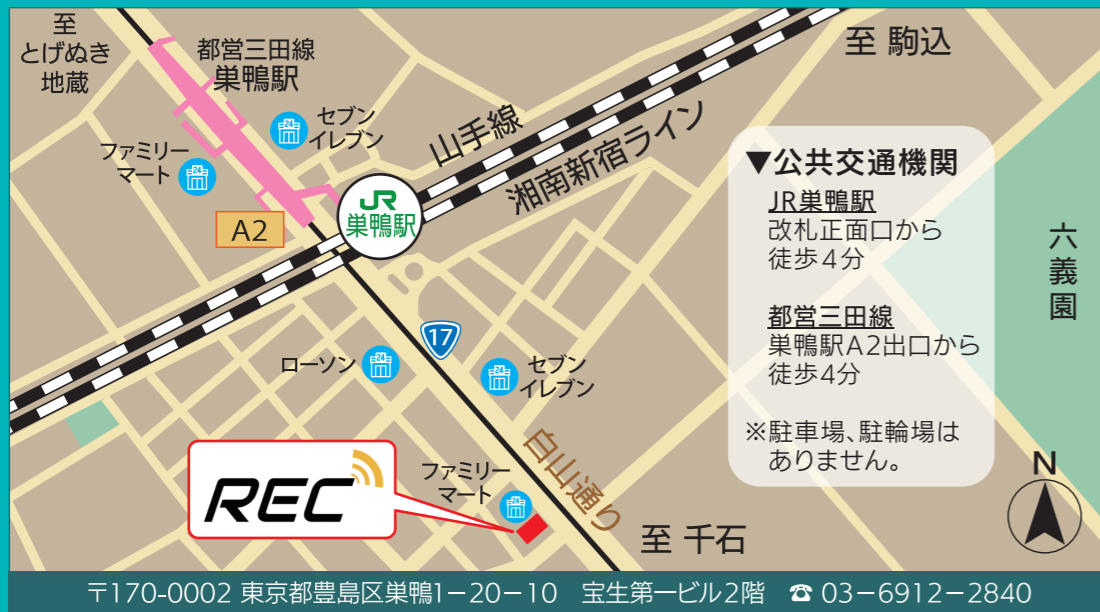 至
とげぬき
地蔵
都営三田線
巣鴨駅
セブン
イレブン
24
ファミリー
マート
24
A2
JR
巣鴨駅
山手線
湘南新宿ライン
至 駒込
▼公共交通機関
JR巣鴨駅
改札正面口から
徒歩4分
都営三田線
巣鴨駅A2出口から
徒歩4分
※駐車場、駐輪場は
ありません。
六義園
17
ローソン
24
セブン
イレブン
24
REC
ファミリー
マート
24
白山通り
至 千石
N
〒170-0002 東京都豊島区巣鴨1−20−10 宝生第一ビル2階 ☎ 03−6912−2840